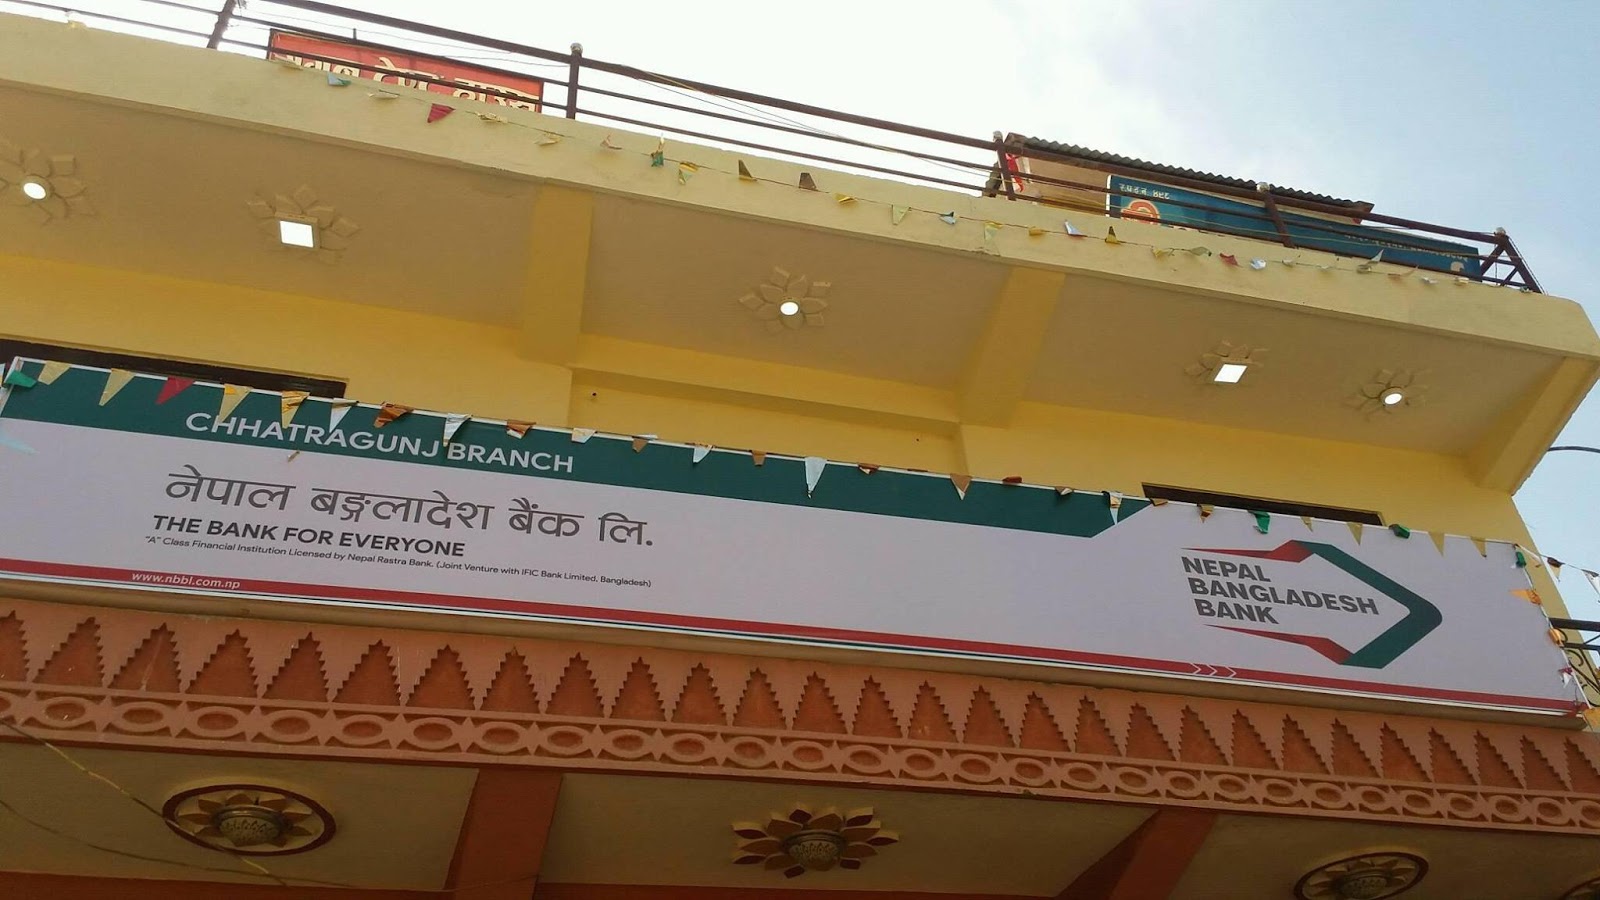 CHHATRAGUNJ BRANCH
नेपाल बङ्गलादेश बैंक लि.
THE BANK FOR EVERYONE
"A" Class Financial Institution Licensed by Nepal Rastra Bank. (Joint Venture with IFIC Bank Limited, Bangladesh)
www.nbbl.com.np
NEPAL
BANGLADESH
BANK